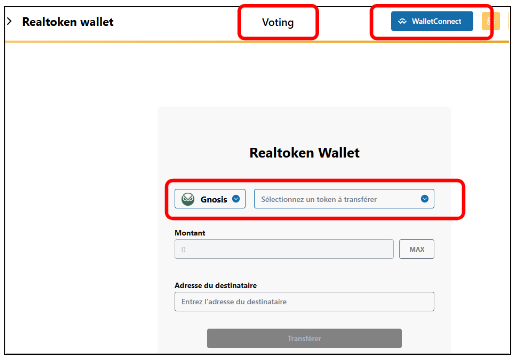 Realtoken wallet
Voting
WalletConnect
Realtoken Wallet
Gnosis
Sélectionnez un token à transférer
Montant
0
MAX
Adresse du destinataire
Entrez l'adresse du destinataire
Transférer